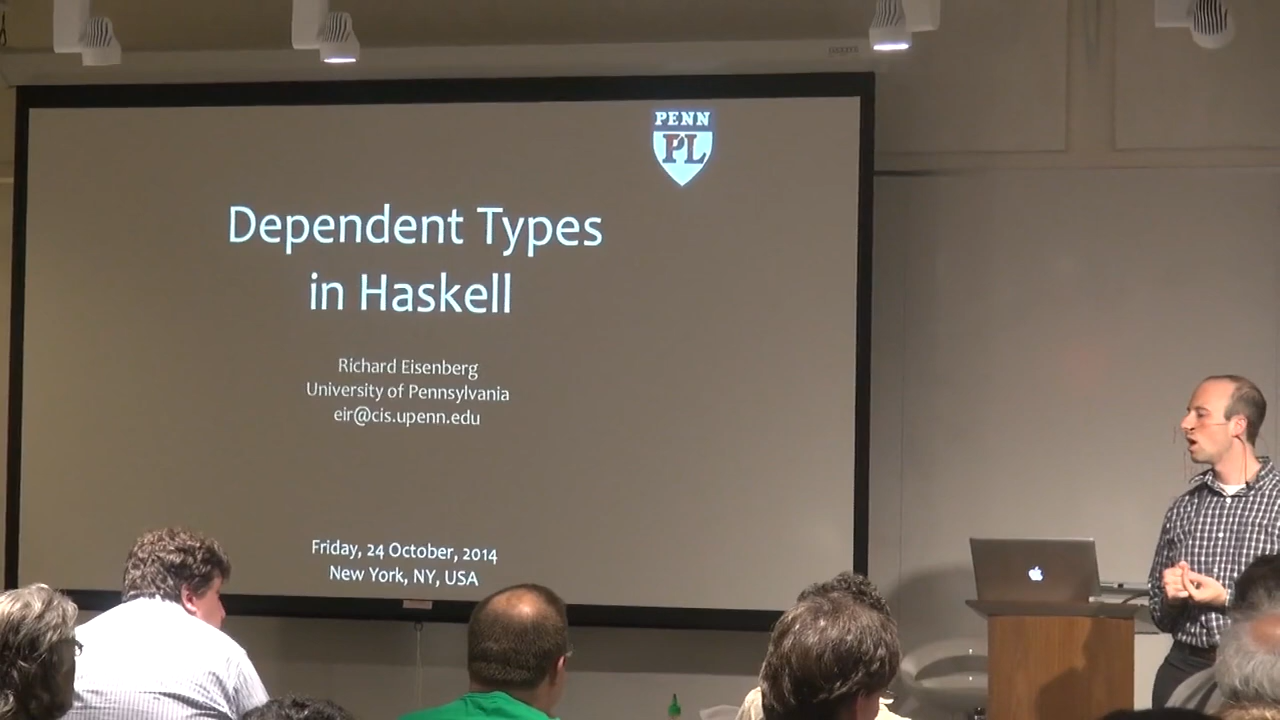 PENN
PL
Dependent Types
in Haskell
Richard Eisenberg
University of Pennsylvania
eir@cis.upenn.edu
Friday, 24 October, 2014
New York, NY, USA